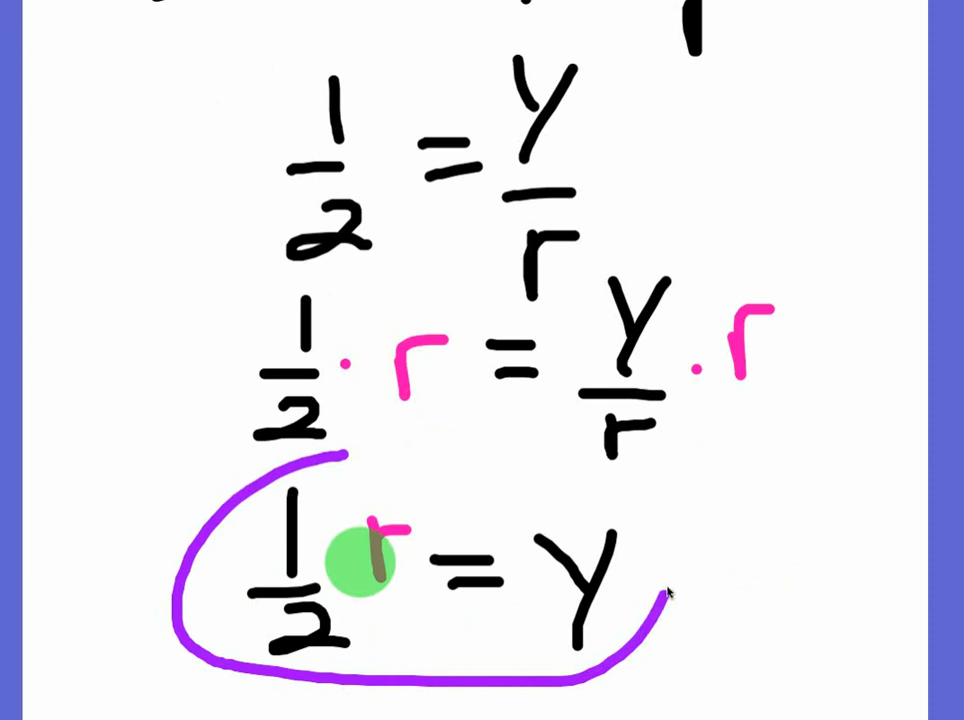 1/2 = y/r
1/2 · r = y/r · r
1/2 r = y